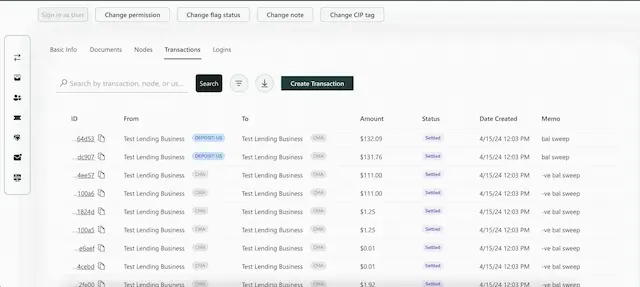 Sign in as User Change permission Change flag status Change note Change CIP tag
Basic Info Documents Nodes Transactions Logins
Search by transaction, node, or us... Search Create Transaction
ID From To Amount Status Date Created Memo
...64d53 Test Lending Business DEPOSIT-US Test Lending Business CMA $132.09 Settled 4/15/24 12:03 PM bal sweep
...dc907 Test Lending Business DEPOSIT-US Test Lending Business CMA $131.76 Settled 4/15/24 12:03 PM bal sweep
...4ee57 Test Lending Business CMA Test Lending Business CMA $111.00 Settled 4/15/24 12:03 PM -ve bal sweep
...100a6 Test Lending Business CMA Test Lending Business CMA $111.00 Settled 4/15/24 12:03 PM -ve bal sweep
...1824d Test Lending Business CMA Test Lending Business CMA $1.25 Settled 4/15/24 12:03 PM -ve bal sweep
...100a5 Test Lending Business CMA Test Lending Business CMA $1.25 Settled 4/15/24 12:03 PM -ve bal sweep
...e6aef Test Lending Business CMA Test Lending Business CMA $0.01 Settled 4/15/24 12:03 PM -ve bal sweep
...4cebd Test Lending Business CMA Test Lending Business CMA $0.01 Settled 4/15/24 12:03 PM -ve bal sweep
...2fe00 Test Lending Business CMA Test Lending Business CMA $1.92 Settled 4/15/24 12:03 PM -ve bal sweep